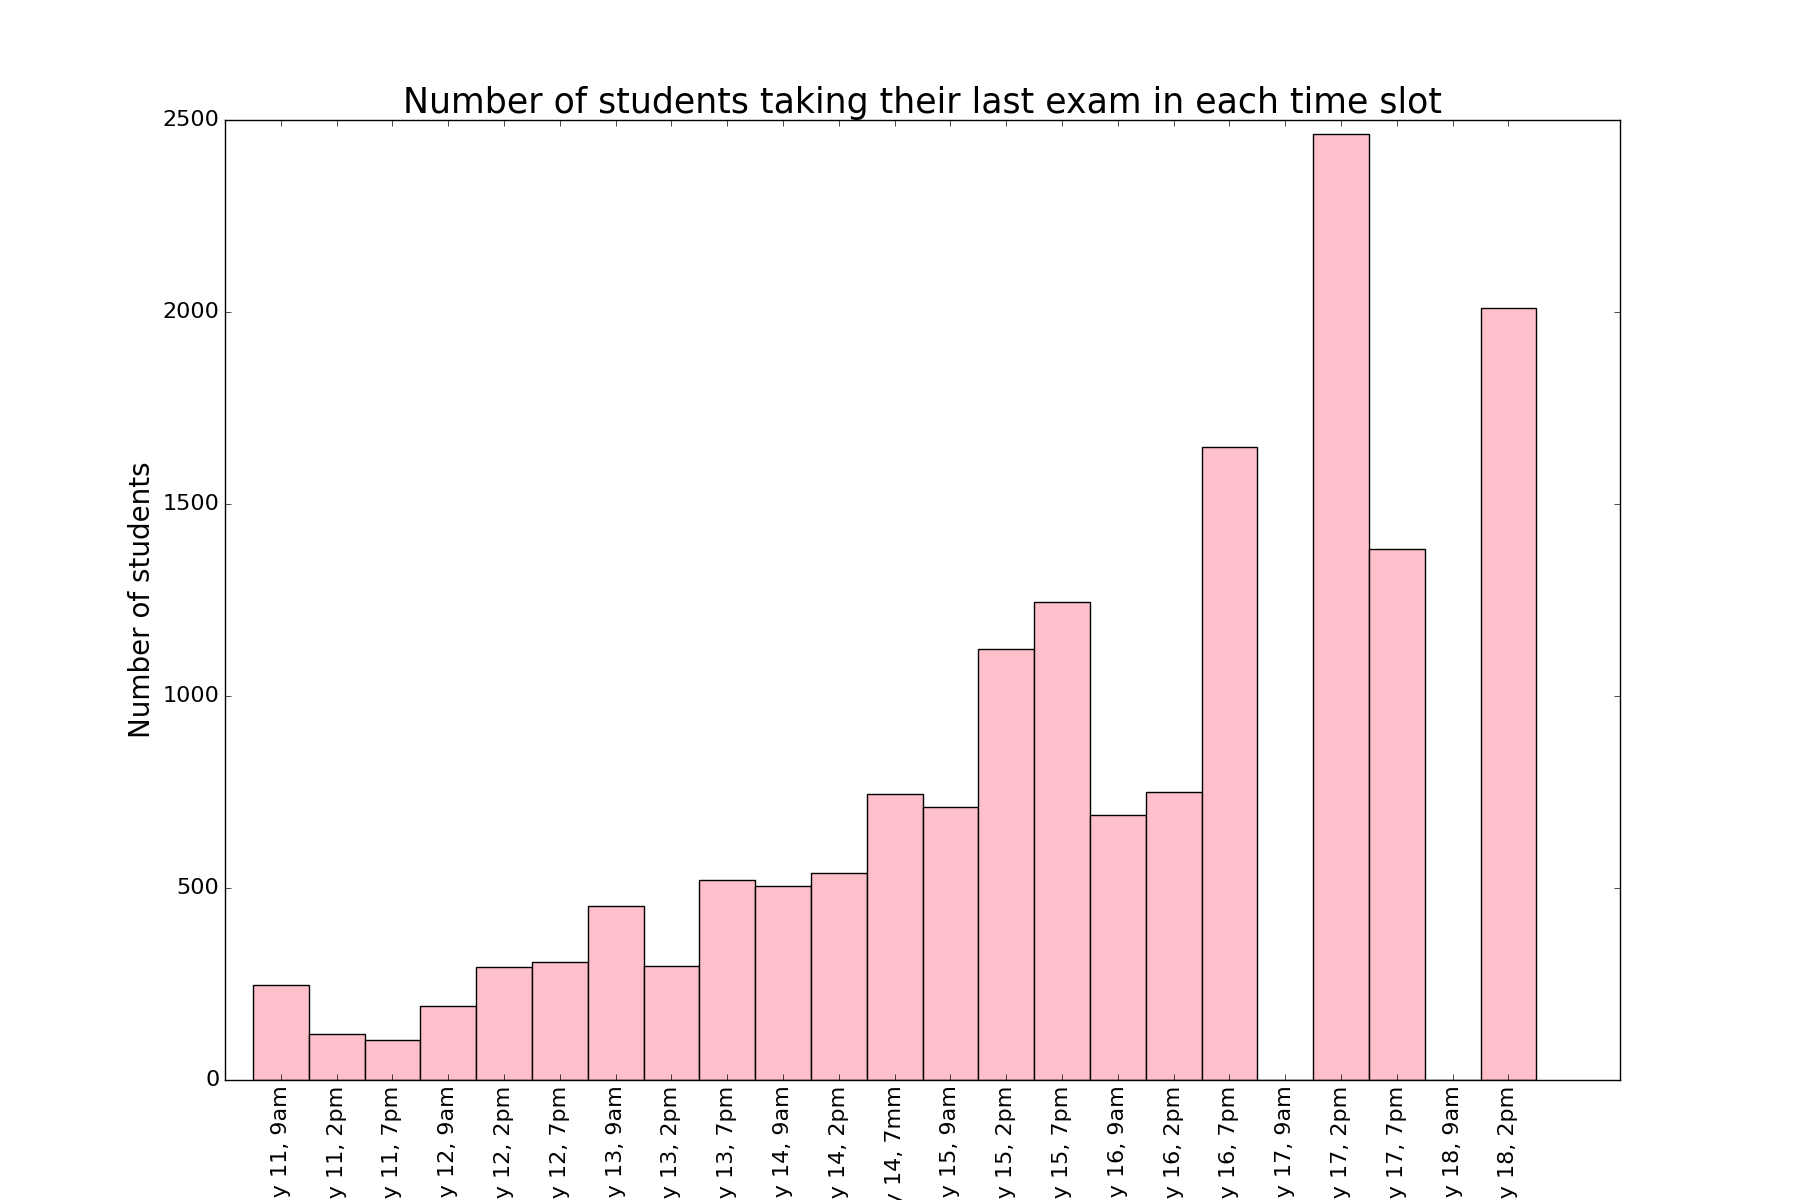 Number of students taking their last exam in each time slot
Number of students
2500
2000
1500
1000
500
0
y 11, 9am
y 11, 2pm
y 11, 7pm
y 12, 9am
y 12, 2pm
y 12, 7pm
y 13, 9am
y 13, 2pm
y 13, 7pm
y 14, 9am
y 14, 2pm
y 14, 7mm
y 15, 9am
y 15, 2pm
y 15, 7pm
y 16, 9am
y 16, 2pm
y 16, 7pm
y 17, 9am
y 17, 2pm
y 17, 7pm
y 18, 9am
y 18, 2pm